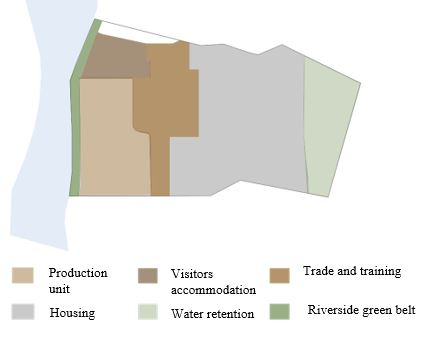 Production
unit
Visitors
accommodation
Trade and training
Housing
Water retention
Riverside green belt